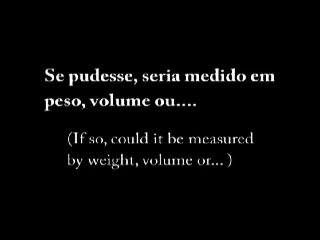 Se pudesse, seria medido em
peso, volume ou....
(If so, could it be measured
by weight, volume or... )